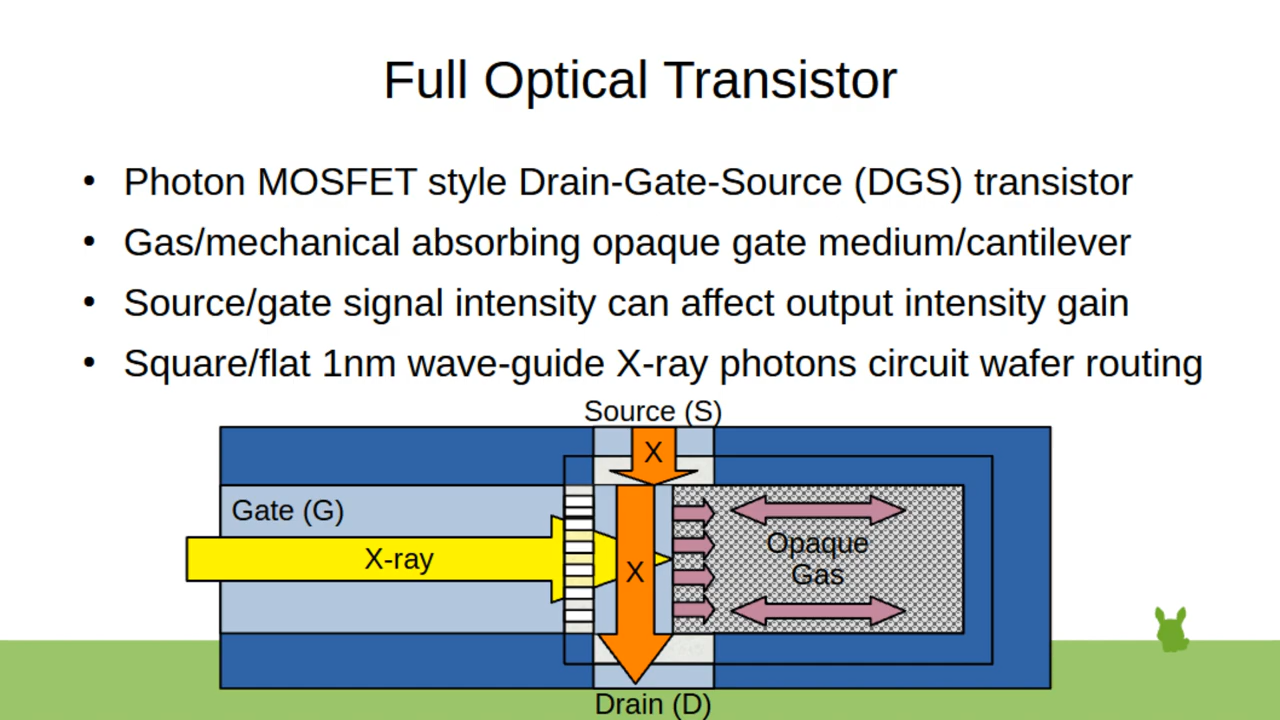 Full Optical Transistor
• Photon MOSFET style Drain-Gate-Source (DGS) transistor
• Gas/mechanical absorbing opaque gate medium/cantilever
• Source/gate signal intensity can affect output intensity gain
• Square/flat 1nm wave-guide X-ray photons circuit wafer routing
Source (S)
X
Gate (G)
X-ray
X
Opaque
Gas
Drain (D)